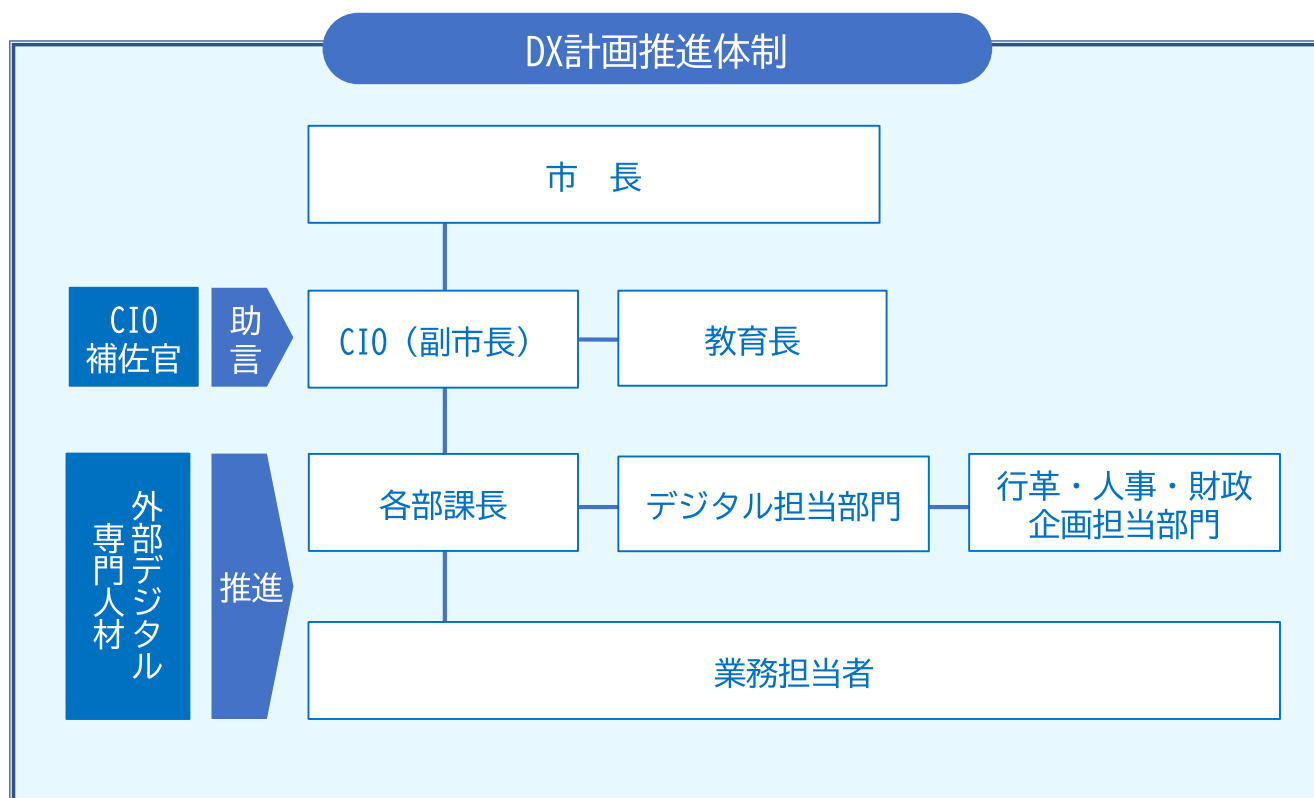 DX計画推進体制
市　長
CIO
補佐官
助
言
CIO（副市長）
教育長
外部デジタル
専門人材
推進
各部課長
デジタル担当部門
行革・人事・財政
企画担当部門
業務担当者